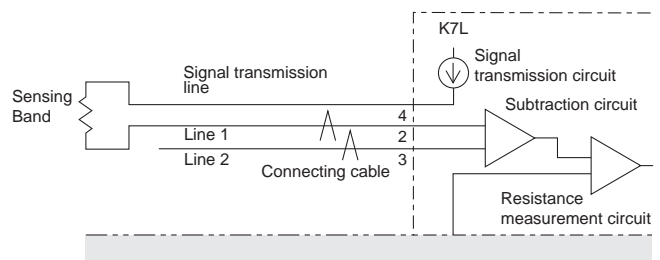 K7L
Signal
transmission circuit
Signal transmission
line
Sensing
Band
Subtraction circuit
4
Line 1
2
Line 2
3
Connecting cable
Resistance
measurement circuit